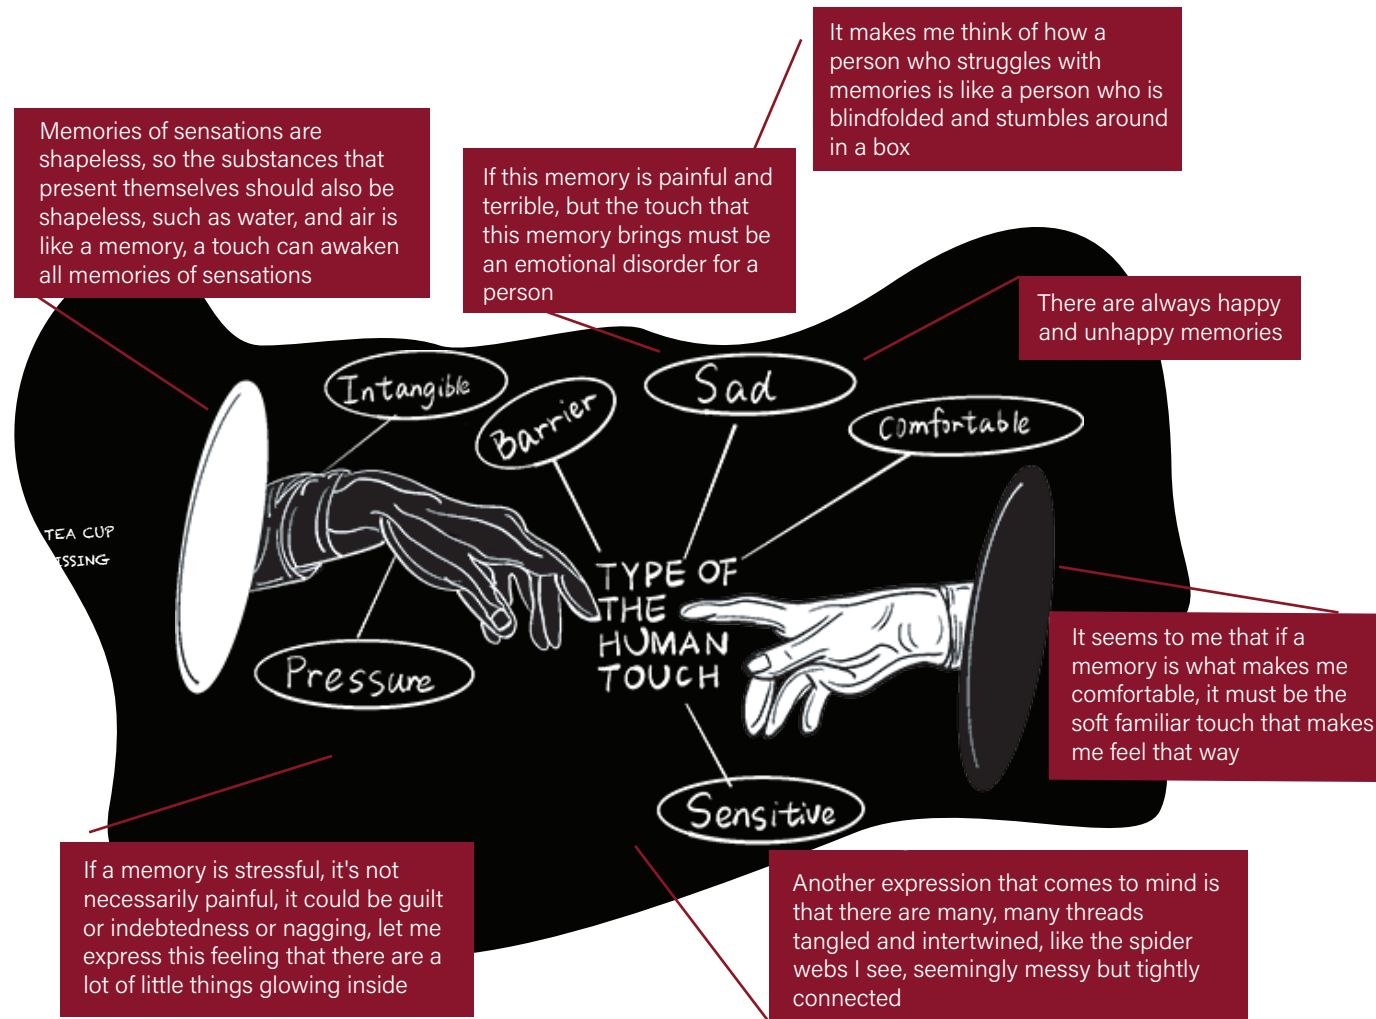 It makes me think of how a
person who struggles with
memories is like a person who is
blindfolded and stumbles around
in a box
Memories of sensations are
shapeless, so the substances that
present themselves should also be
shapeless, such as water, and air is
like a memory, a touch can awaken
all memories of sensations
If this memory is painful and
terrible, but the touch that
this memory brings must be
an emotional disorder for a
person
There are always happy
and unhappy memories
Intangible
Barrier
Sad
Comfortable
TEA CUP
ISSING
TYPE OF
THE
HUMAN
TOUCH
Pressure
It seems to me that if a
memory is what makes me
comfortable, it must be the
soft familiar touch that makes
me feel that way
Sensitive
If a memory is stressful, it's not
necessarily painful, it could be guilt
or indebtedness or nagging, let me
express this feeling that there are a
lot of little things glowing inside
Another expression that comes to mind is
that there are many, many threads
tangled and intertwined, like the spider
webs I see, seemingly messy but tightly
connected